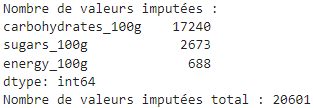 Nombre de valeurs imputées :
carbohydrates_100g    17240
sugars_100g            2673
energy_100g             688
dtype: int64
Nombre de valeurs imputées total : 20601